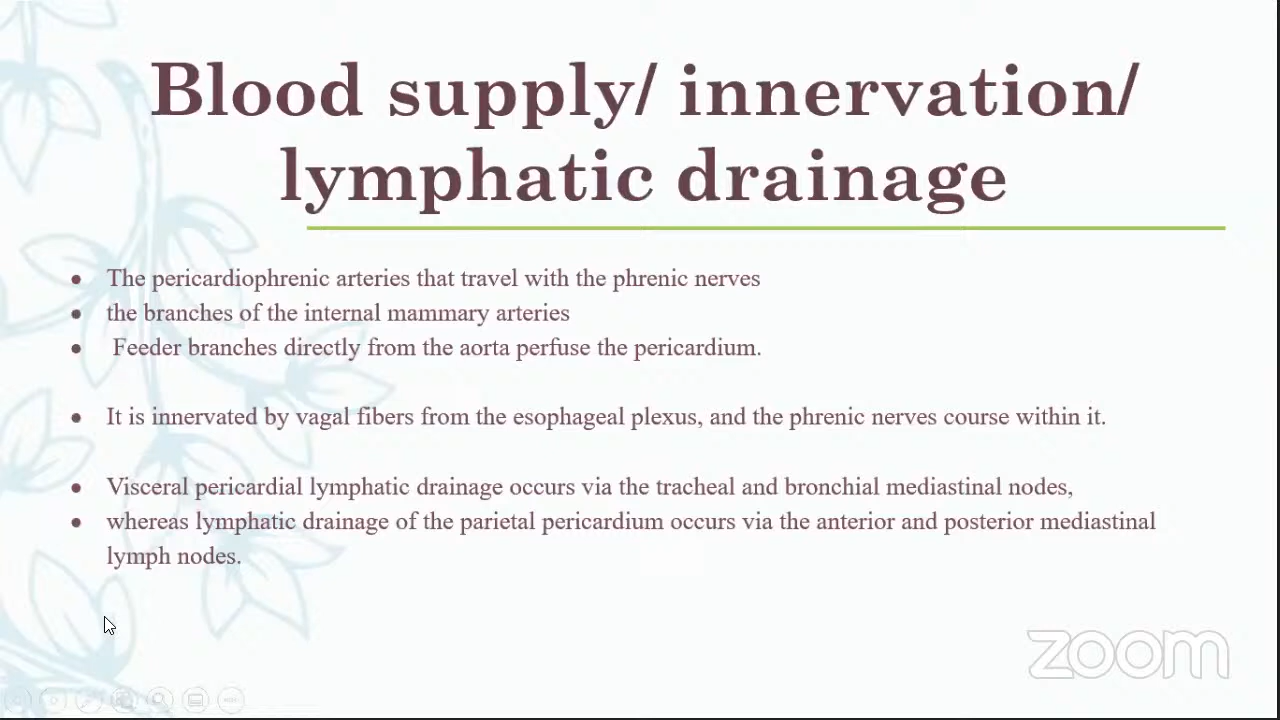 Blood supply/ innervation/
lymphatic drainage
● The pericardiophrenic arteries that travel with the phrenic nerves
● the branches of the internal mammary arteries
● Feeder branches directly from the aorta perfuse the pericardium.
● It is innervated by vagal fibers from the esophageal plexus, and the phrenic nerves course within it.
● Visceral pericardial lymphatic drainage occurs via the tracheal and bronchial mediastinal nodes,
● whereas lymphatic drainage of the parietal pericardium occurs via the anterior and posterior mediastinal
lymph nodes.
zoom